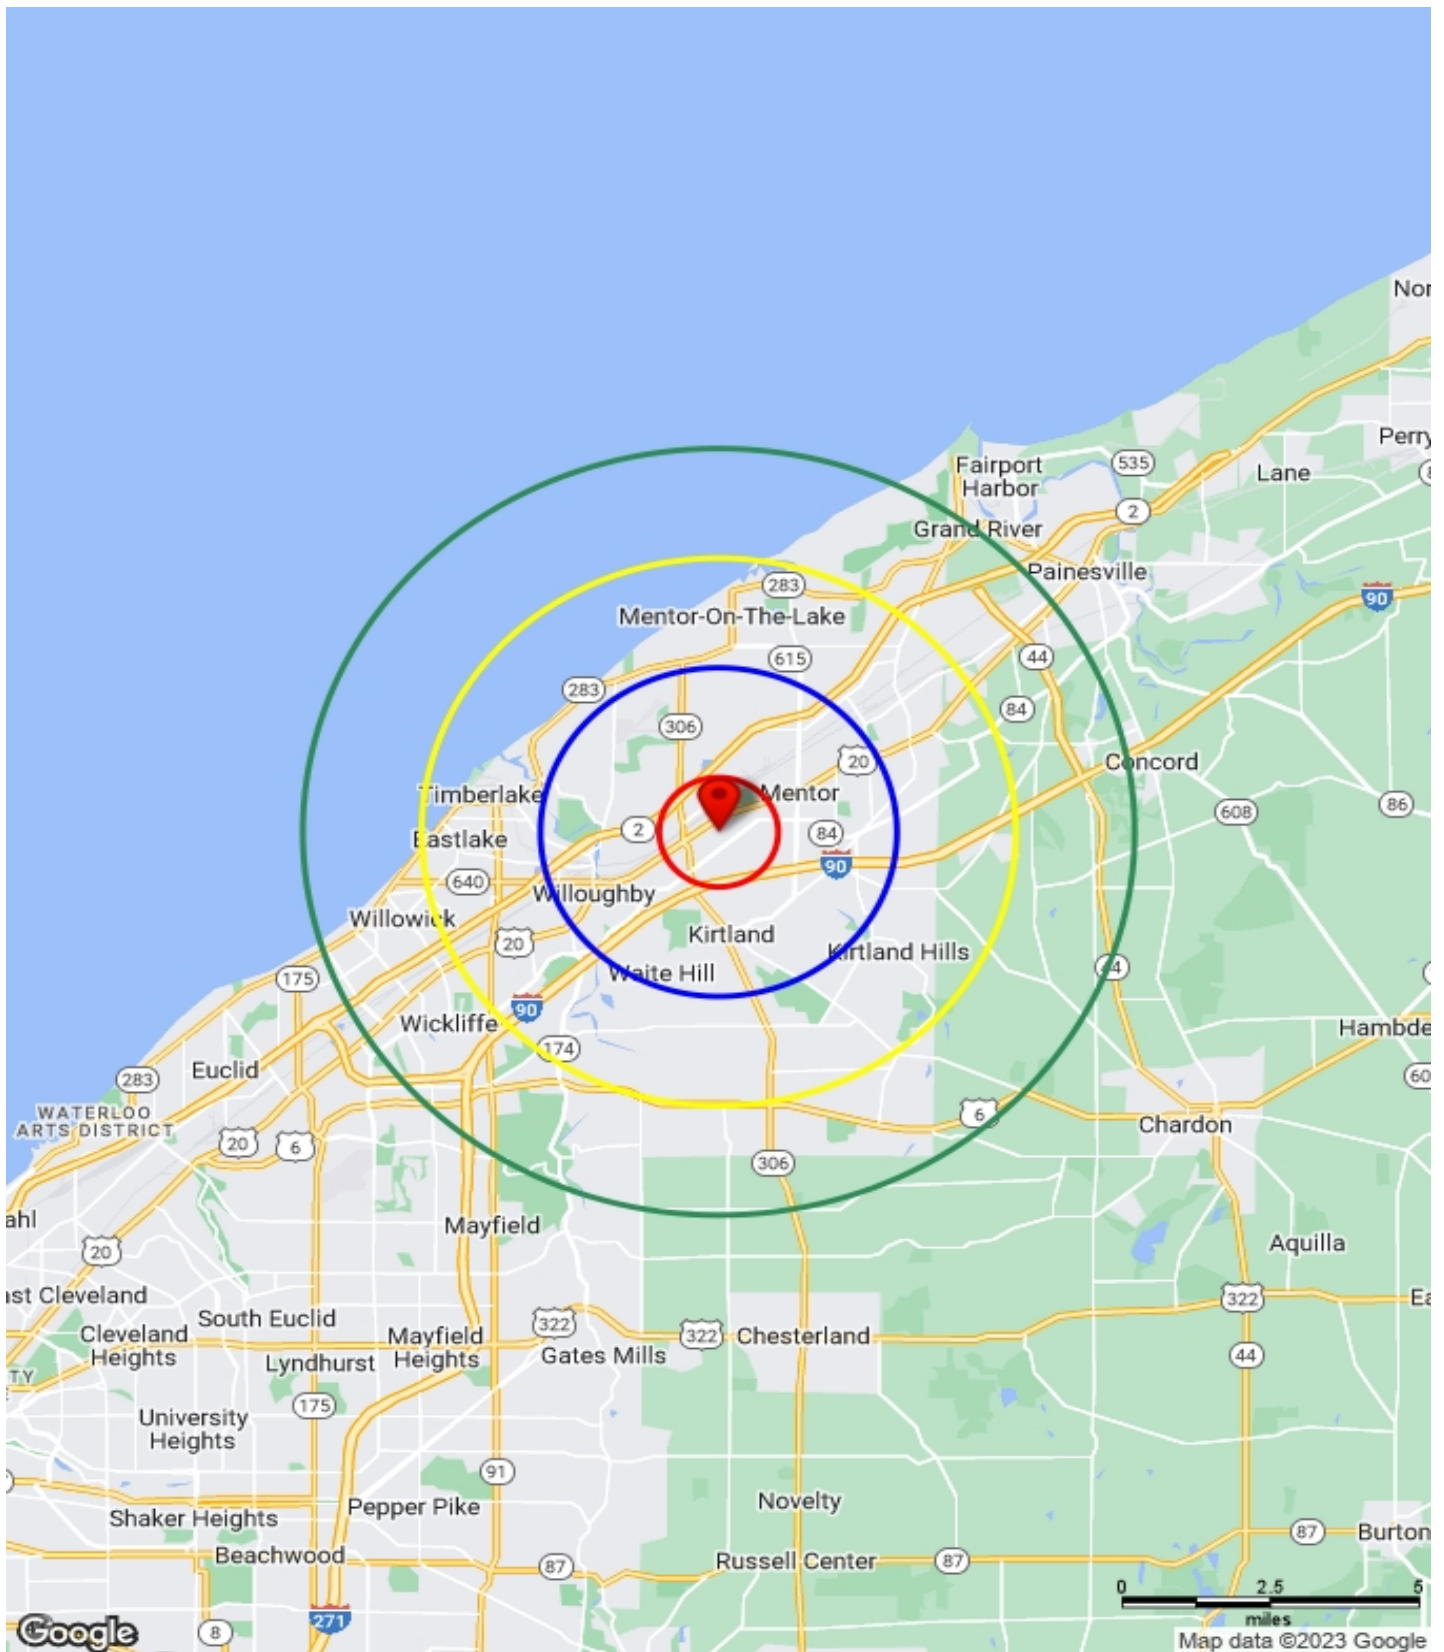 Nor
Perry
Fairport
Harbor
535
Lane
8
2
Grand River
Painesville
283
90
Mentor-On-The-Lake
615
44
283
84
306
20
Concord
Timberlake
Mentor
608
86
2
84
Eastlake
90
640
Willoughby
Willowick
Kirtland
20
Kirtland Hills
Waite Hill
44
175
90
Wickliffe
Hambde
174
Euclid
283
60
WATERLOO
ARTS DISTRICT
6
20
6
Chardon
306
ahl
Mayfield
20
Aquilla
ast Cleveland
322
Ea
South Euclid
322
322
Cleveland
Heights
Mayfield
Heights
Chesterland
Lyndhurst
Gates Mills
44
TY
175
University
Heights
91
Pepper Pike
Novelty
Shaker Heights
87
Burton
Beachwood
87
Russell Center
87
0 2.5 5
miles
271
8
Google
Map data ©2023 Google